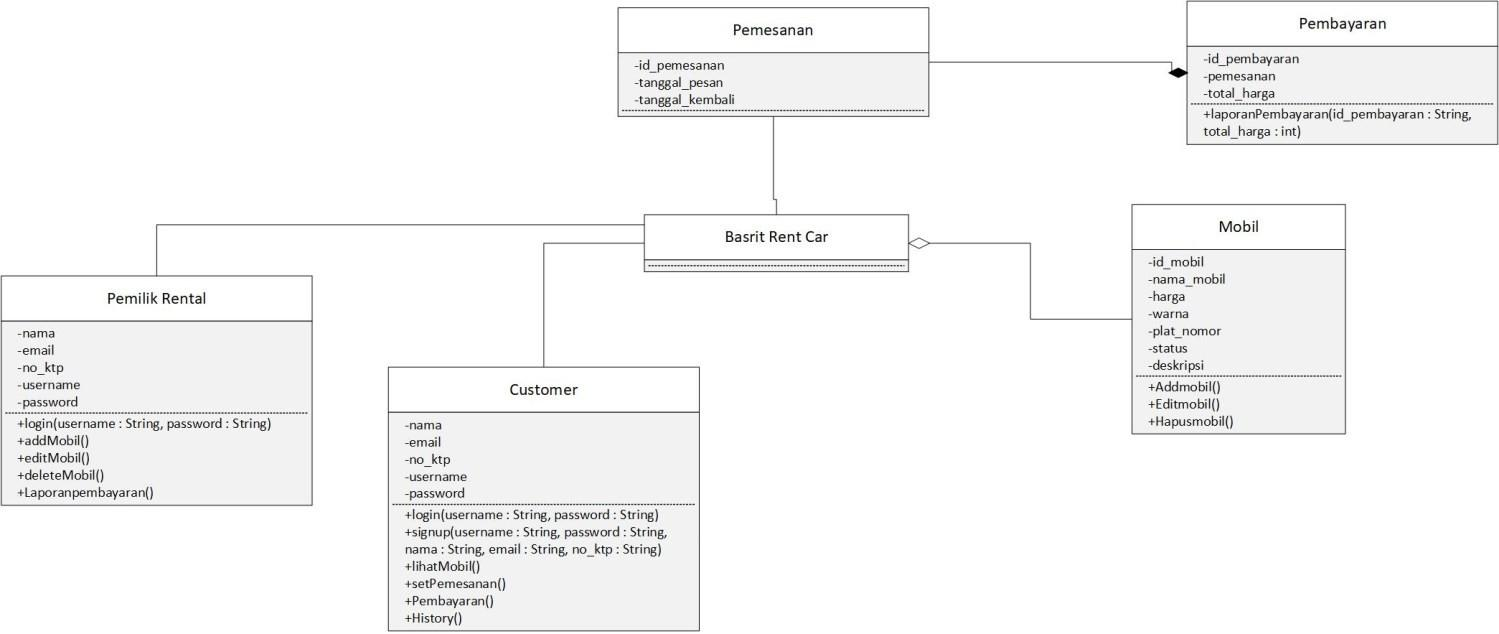 Pemesanan
-id_pemesanan
-tanggal_pesan
-tanggal_kembali
Pembayaran
-id_pembayaran
-pemesanan
-total_harga
+laporanPembayaran(id_pembayaran : String,
total_harga : int)
Basrit Rent Car
Mobil
-id_mobil
-nama_mobil
-harga
-warna
-plat_nomor
-status
-deskripsi
+Addmobil()
+Editmobil()
+Hapusmobil()
Pemilik Rental
-nama
-email
-no_ktp
-username
-password
+login(username : String, password : String)
+addMobil()
+editMobil()
+deleteMobil()
+Laporanpembayaran()
Customer
-nama
-email
-no_ktp
-username
-password
+login(username : String, password : String)
+signup(username : String, password : String,
nama : String, email : String, no_ktp : String)
+lihatMobil()
+setPemesanan()
+Pembayaran()
+History()